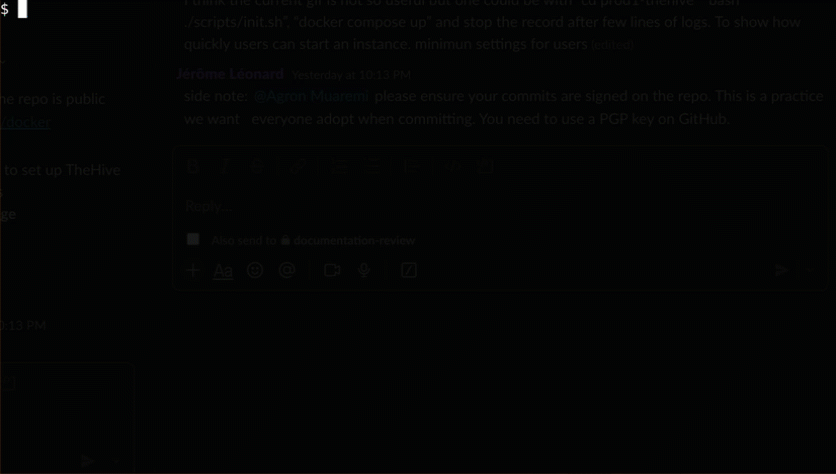 $
I think the current gif is not so useful but one could be with "cd prod1-thehive" "bash
./scripts/init.sh", "docker compose up" and stop the record after few lines of logs. To show how
quickly users can start an instance, minimun settings for users (edited)
Jérôme Léonard Yesterday at 10:13 PM
side note: @Agron Muaremi please ensure your commits are signed on the repo. This is a practice
we want everyone adopt when committing. You need to use a PGP key on GitHub.
Reply...
Also send to documentation-review
Aa
he repo is public
/docker
to set up TheHive
s
ge
0:13 PM